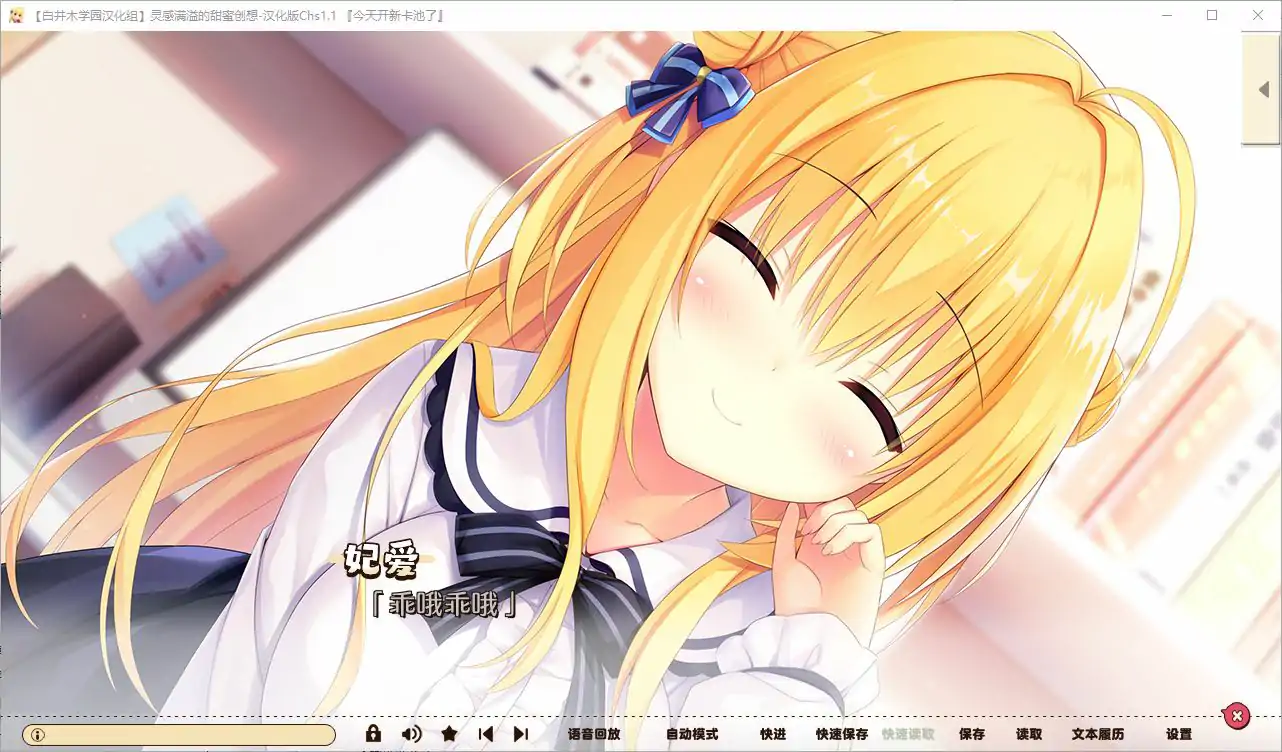 【白井木学园汉化组】灵感满溢的甜蜜创想-汉化版Chs1.1 『今天开新卡池了』
妃爱
「乖哦乖哦」
语音回放 自动模式 快进 快速保存 快速读取 保存 读取 文本履历 设置